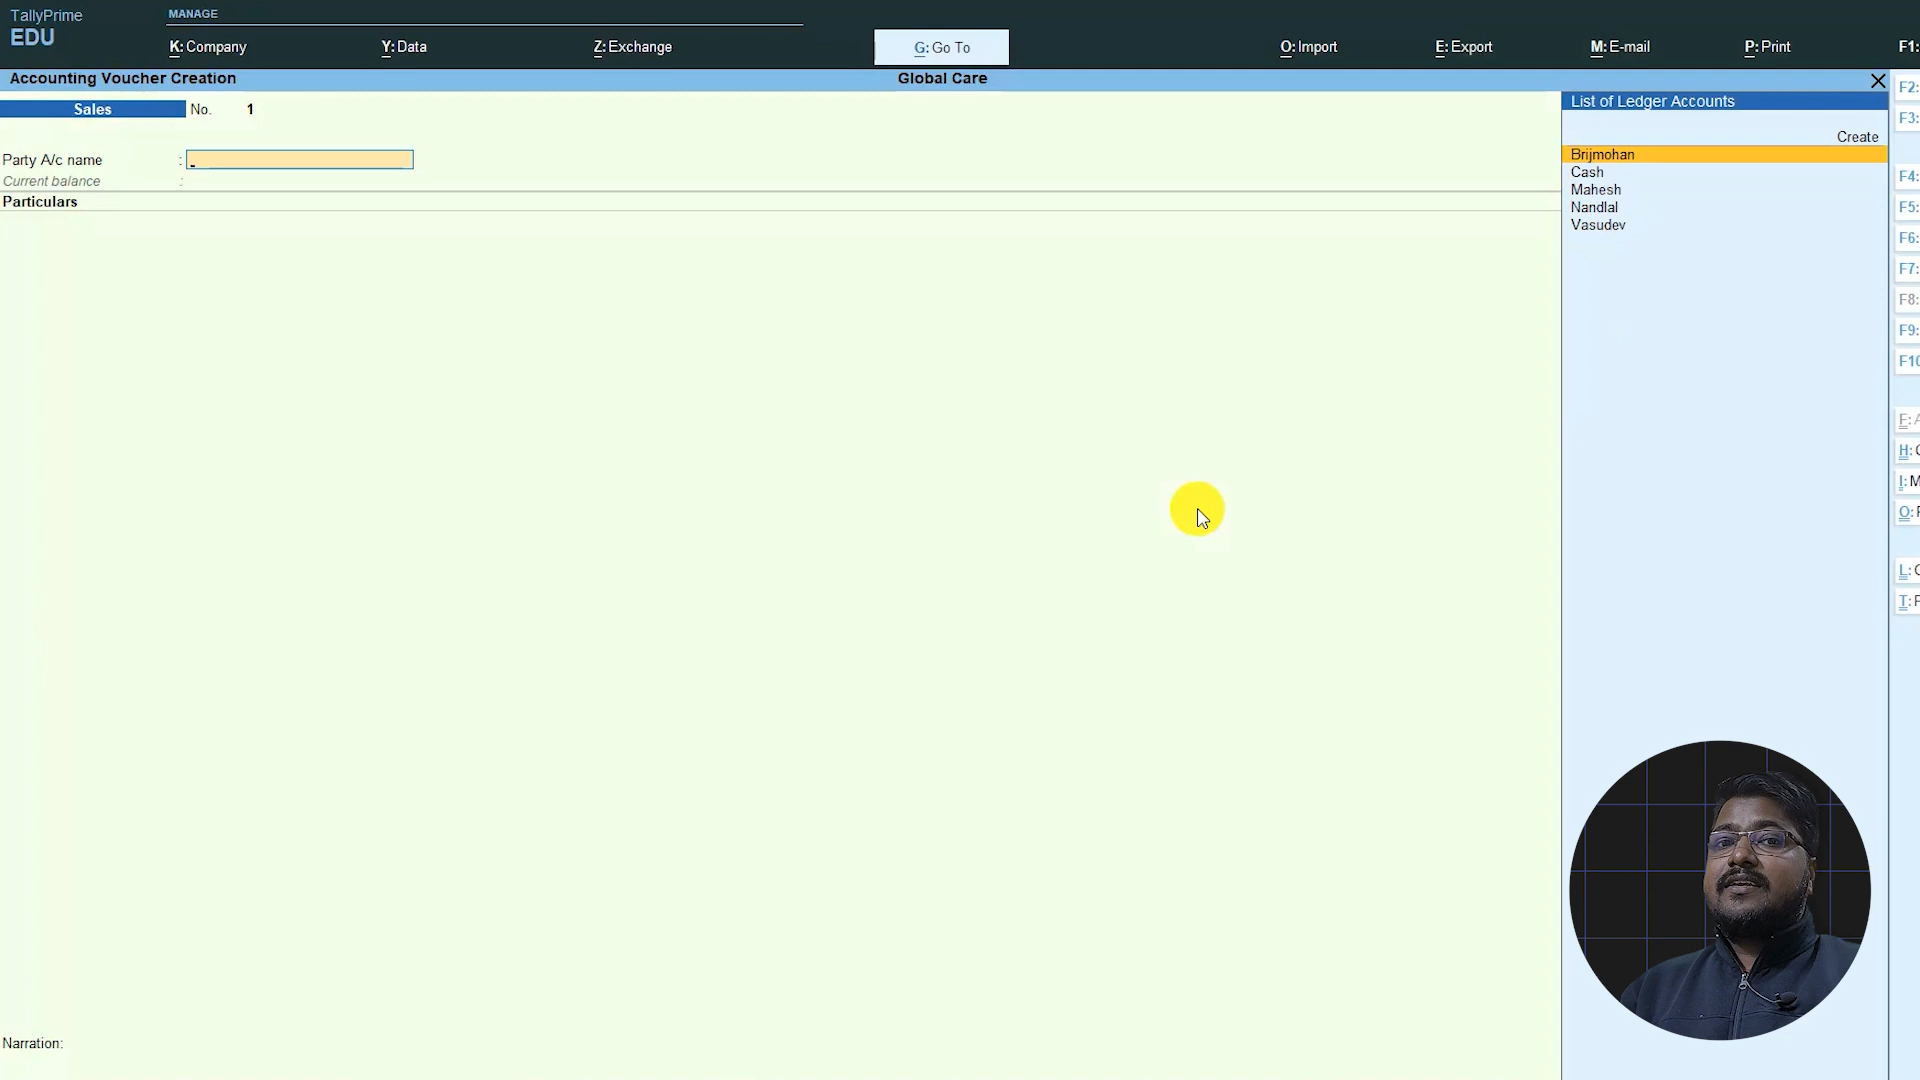 TallyPrime
EDU
MANAGE
K: Company
Y: Data
Z: Exchange
G: Go To
O: Import
E: Export
M: E-mail
P: Print
F1:
Accounting Voucher Creation
Global Care
F2:
Sales No. 1
List of Ledger Accounts
F3:
Create
Party A/c name :
Brijmohan
Current balance :
Cash
F4:
Particulars
Mahesh
Nandlal
F5:
Vasudev
F6:
F7:
F8:
F9:
F10
F: A
H: C
I: M
O: F
L: C
T: F
Narration: